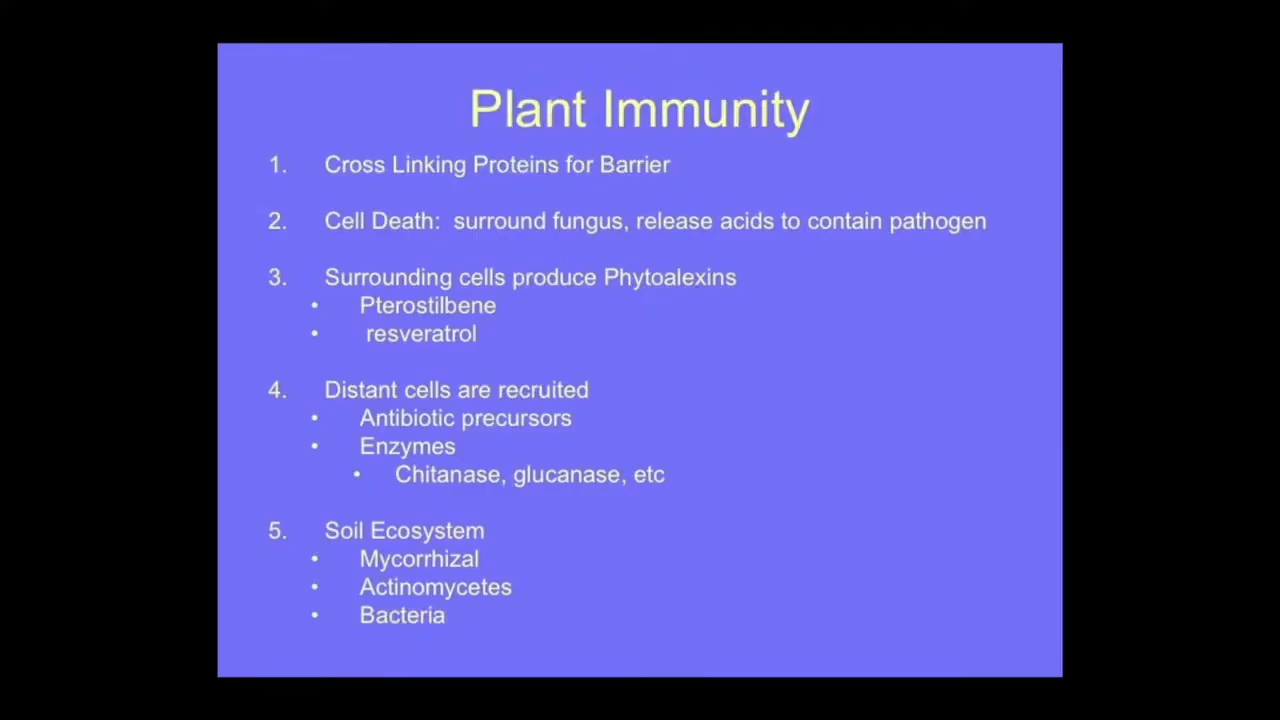 Plant Immunity
1. Cross Linking Proteins for Barrier
2. Cell Death: surround fungus, release acids to contain pathogen
3. Surrounding cells produce Phytoalexins
• Pterostilbene
• resveratrol
4. Distant cells are recruited
• Antibiotic precursors
• Enzymes
• Chitanase, glucanase, etc
5. Soil Ecosystem
• Mycorrhizal
• Actinomycetes
• Bacteria